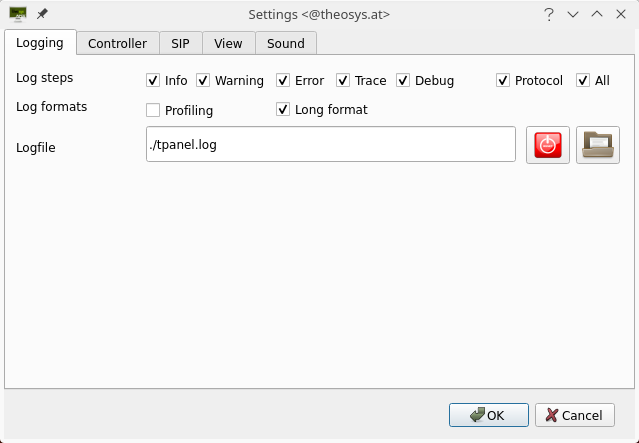 Settings <@theosys.at>
Logging Controller SIP View Sound
Log steps Info Warning Error Trace Debug Protocol All
Log formats Profiling Long format
Logfile ./tpanel.log
OK Cancel